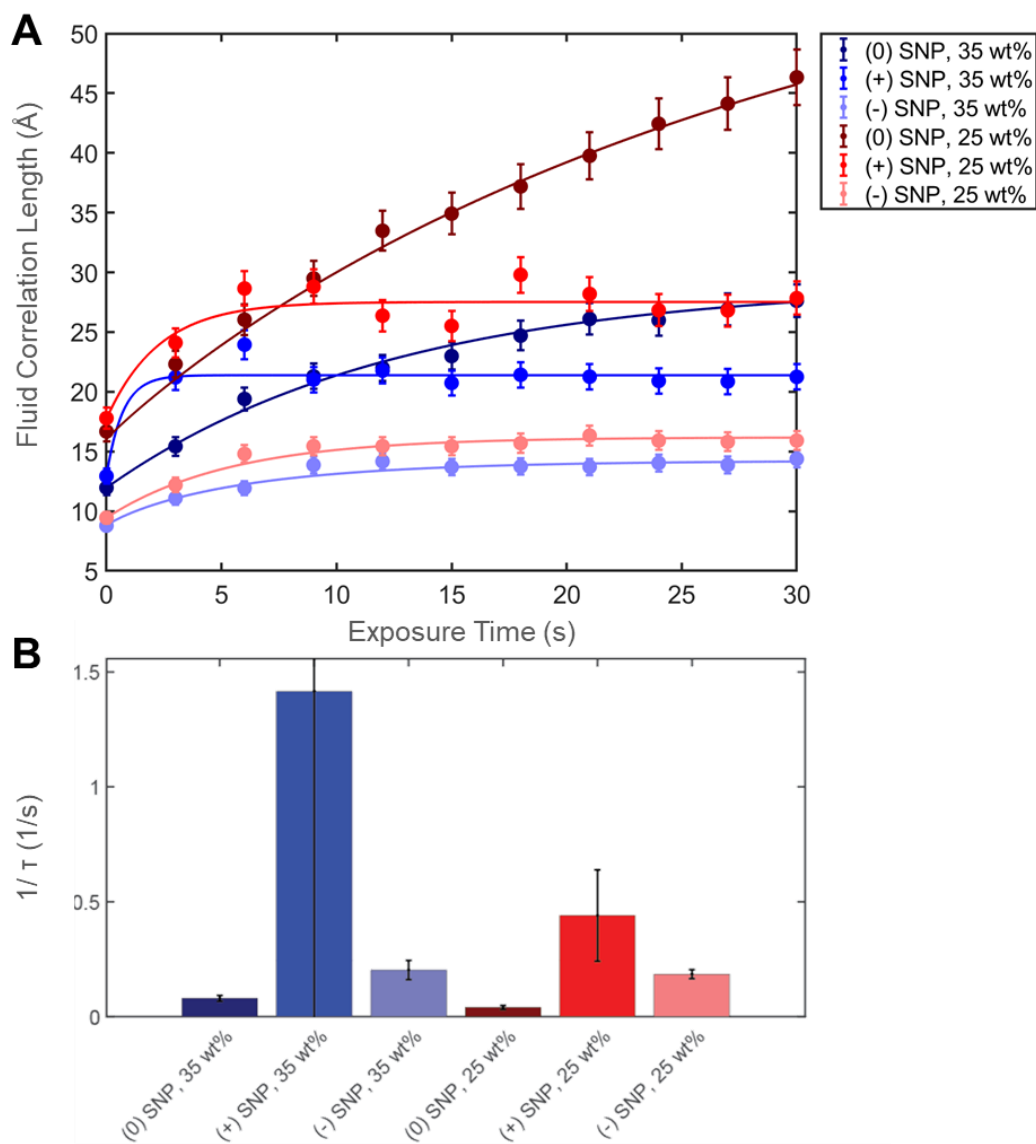 A
50
45
40
35
30
25
20
15
10
5
Fluid Correlation Length (Å)
0
5
10
15
20
25
30
Exposure Time (s)
(0) SNP, 35 wt%
(+) SNP, 35 wt%
(-) SNP, 35 wt%
(0) SNP, 25 wt%
(+) SNP, 25 wt%
(-) SNP, 25 wt%
B
1.5
1
0.5
0
1/ τ (1/s)
(0) SNP, 35 wt%
(+) SNP, 35 wt%
(-) SNP, 35 wt%
(0) SNP, 25 wt%
(+) SNP, 25 wt%
(-) SNP, 25 wt%